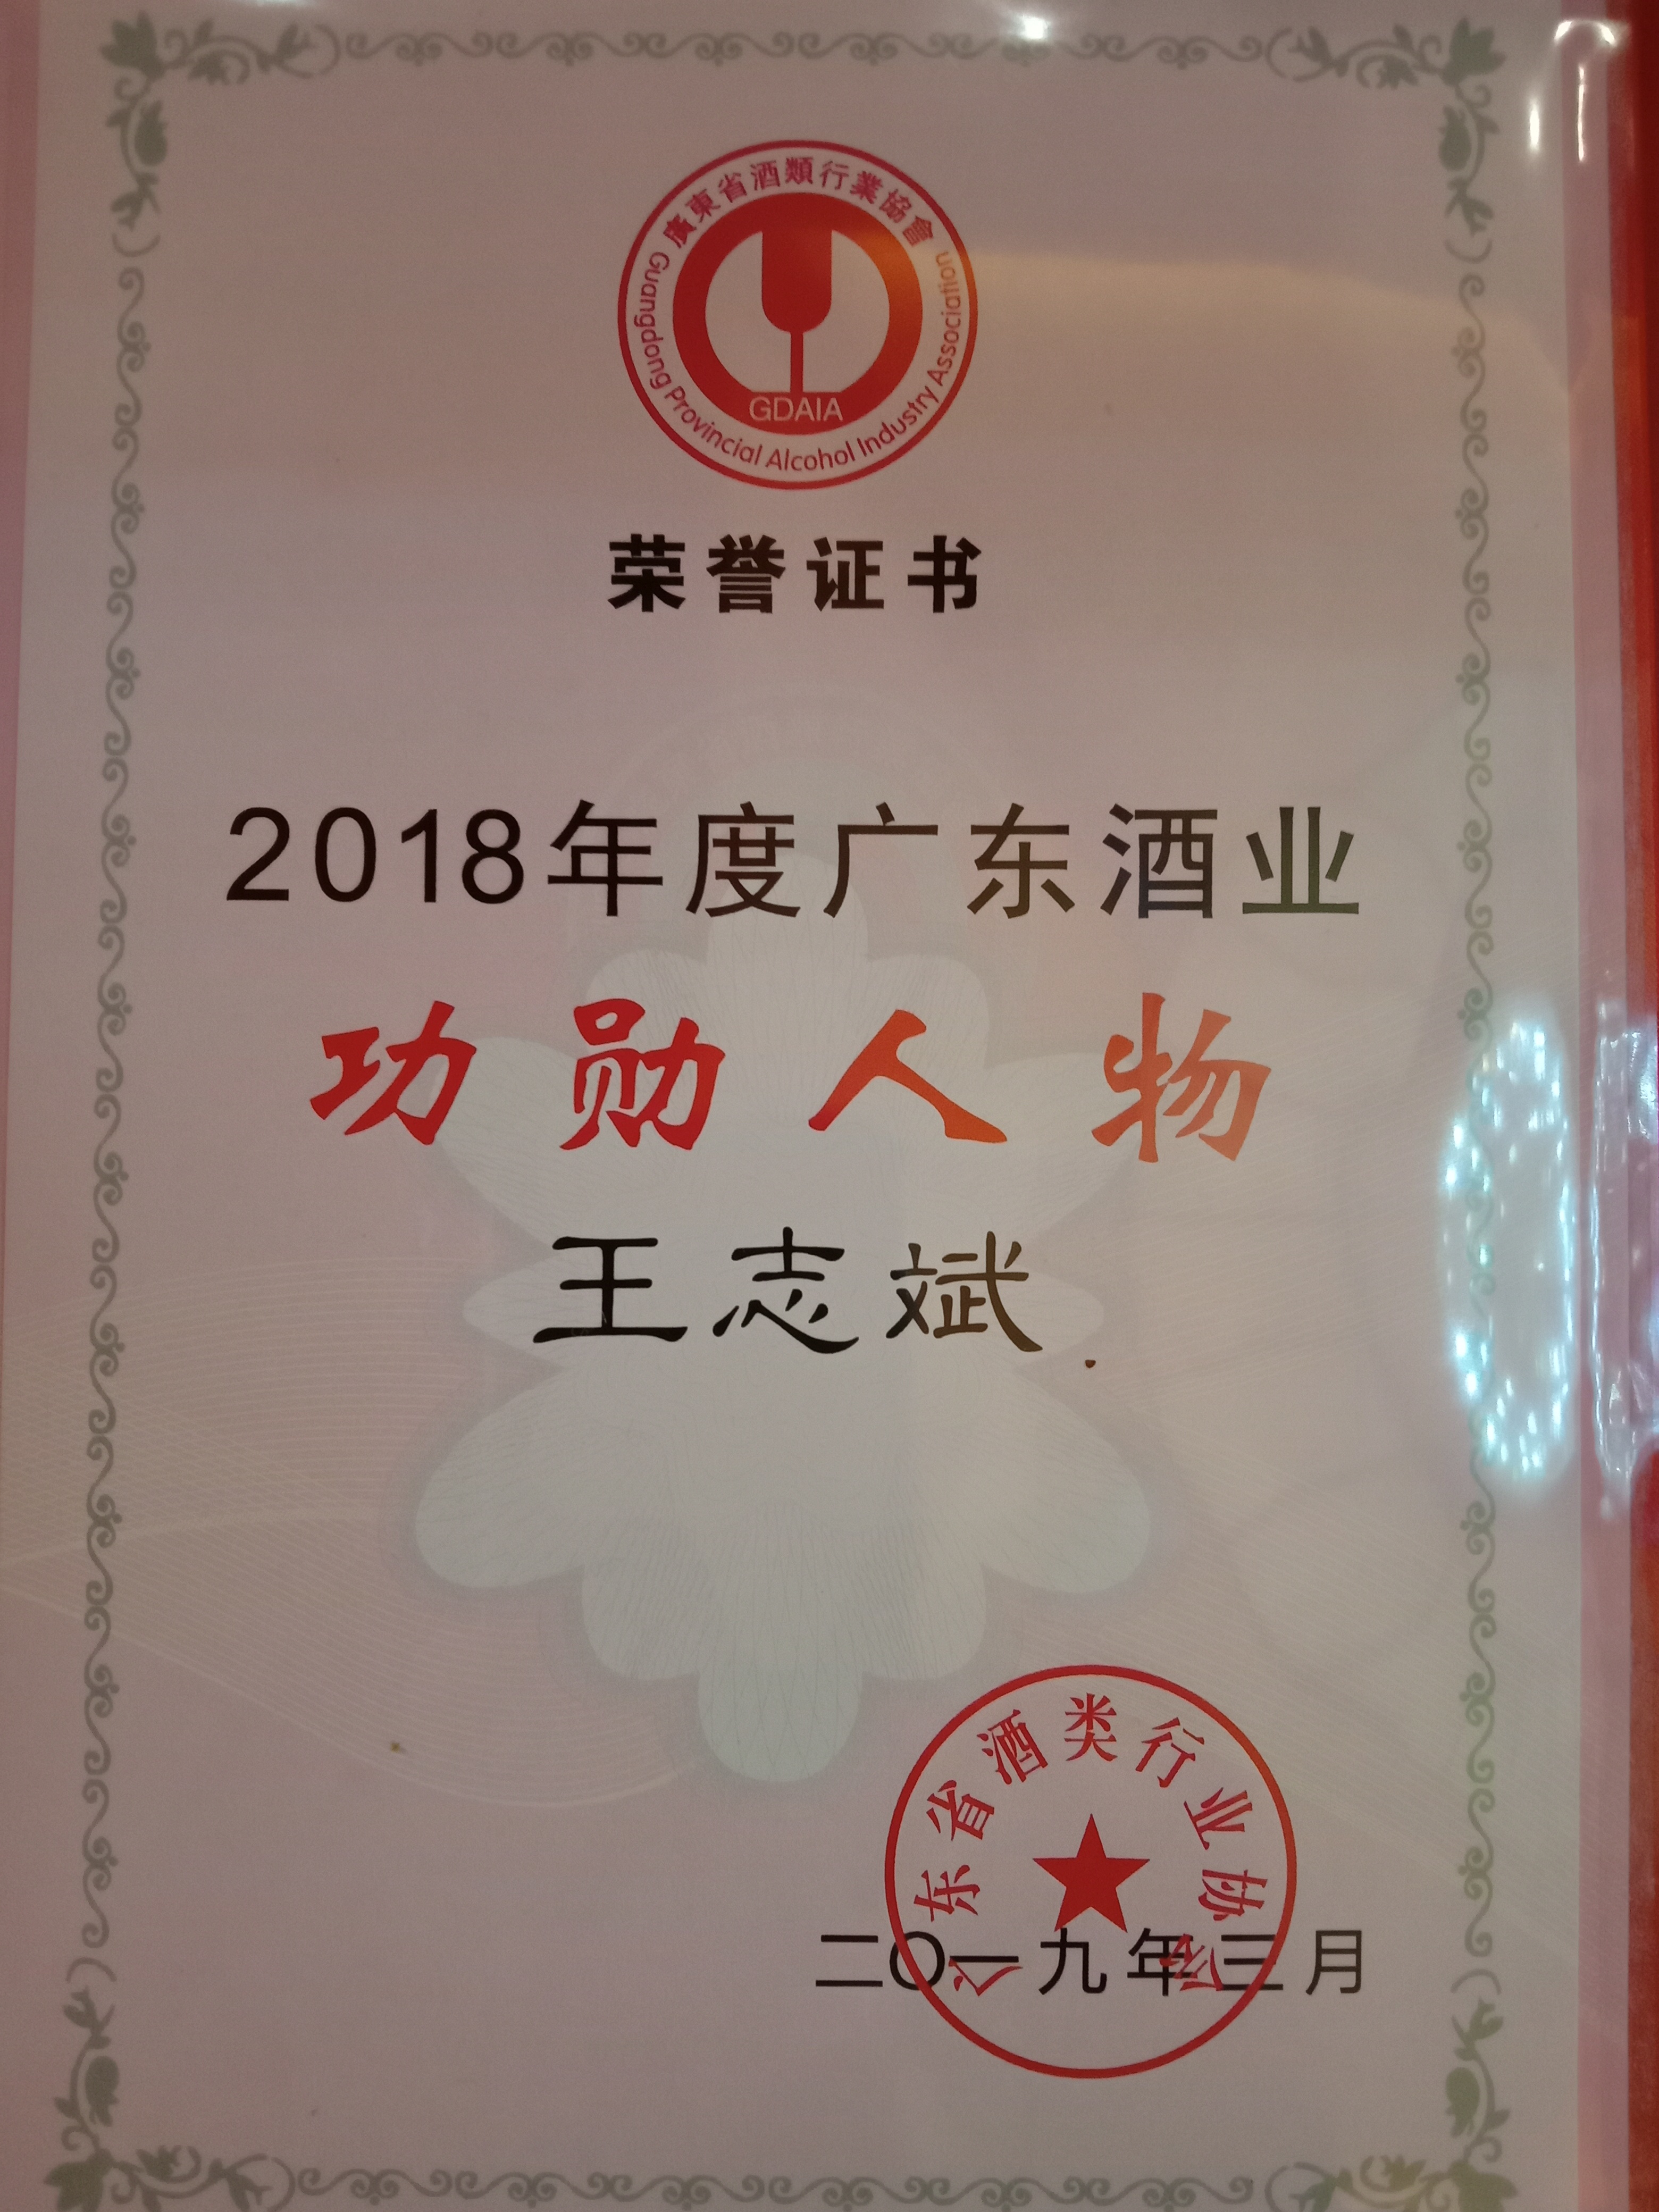 廣東省酒類行業協會
Guangdong Provincial Alcohol Industry Association
GDAIA
荣誉证书
2018年度广东酒业
功勋人物
王志斌
广东省酒类行业协会
二〇一九年三月